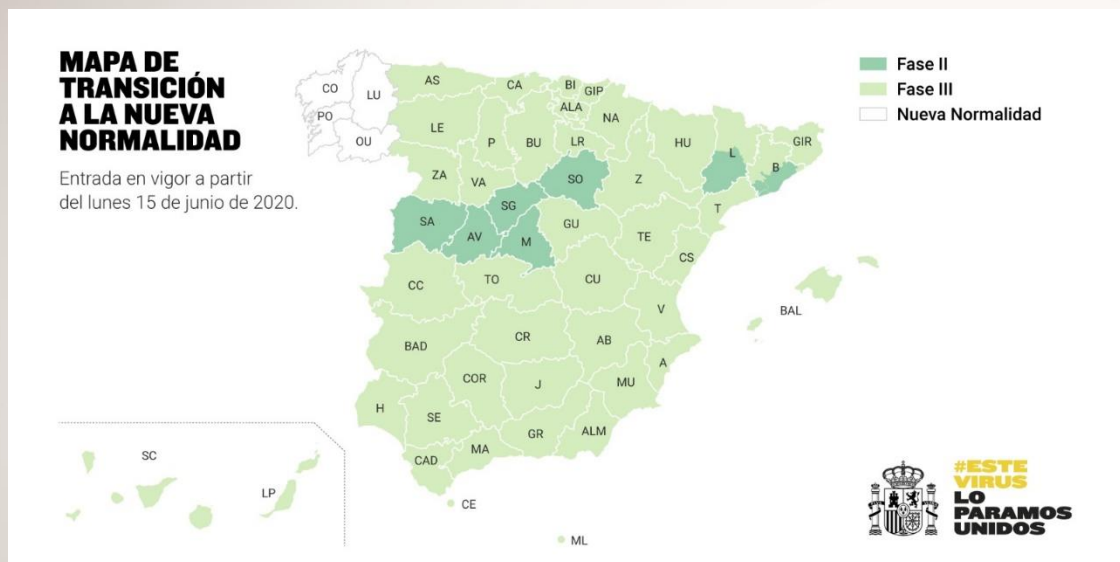 MAPA DE
TRANSICIÓN
A LA NUEVA
NORMALIDAD
Entrada en vigor a partir
del lunes 15 de junio de 2020.
Fase II
Fase III
Nueva Normalidad
CO
LU
PO
OU
AS
CA
BI
GIP
ALA
NA
LE
P
BU
LR
HU
L
GIR
B
ZA
VA
SO
Z
SG
T
SA
AV
M
GU
TE
CS
CC
TO
CU
BAL
V
BAD
CR
AB
A
COR
J
MU
H
SE
GR
ALM
MA
CAD
CE
ML
SC
LP
#ESTE
VIRUS
LO
PARAMOS
UNIDOS